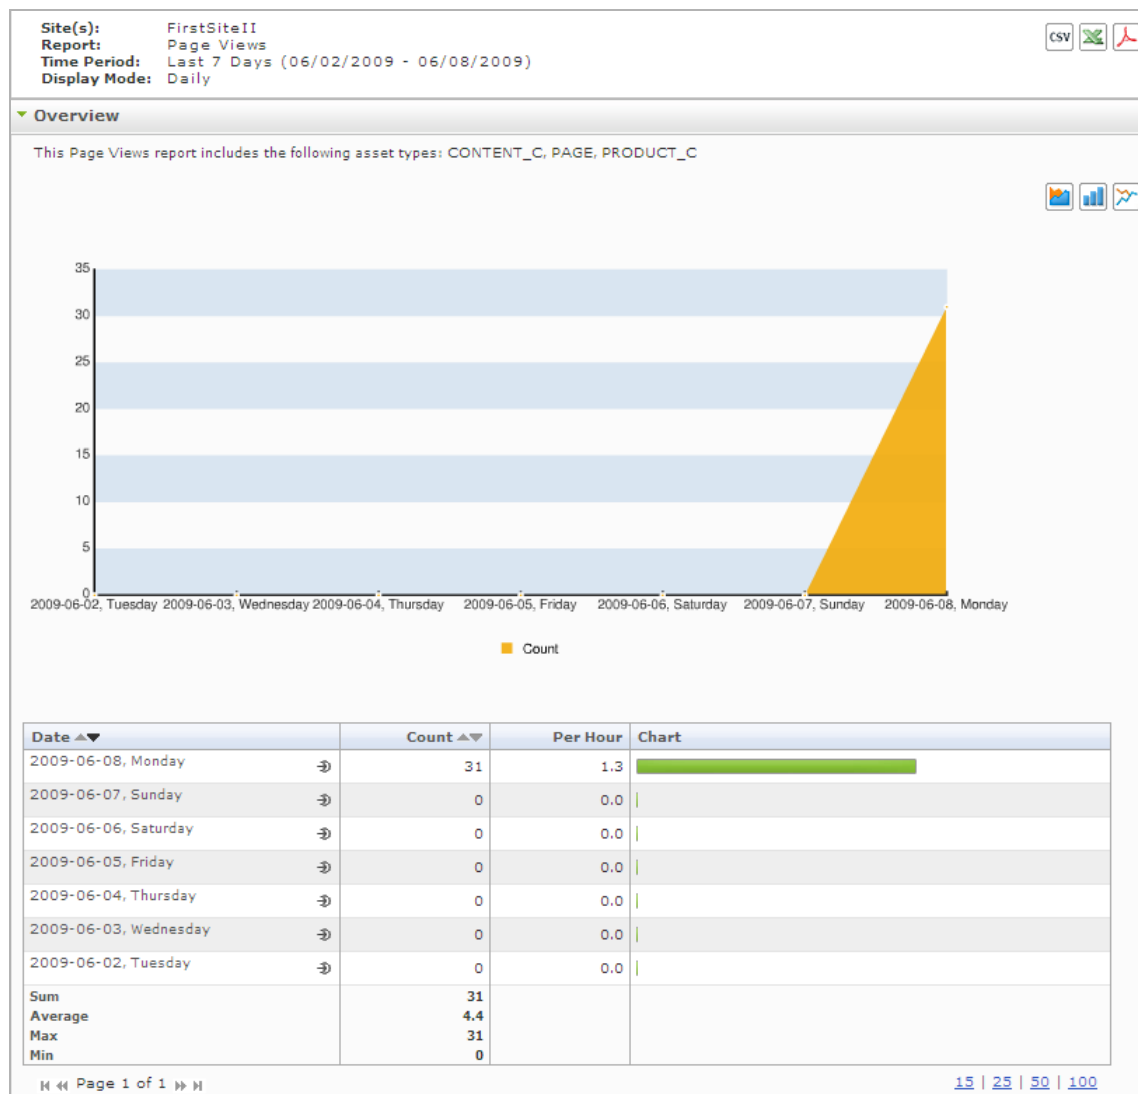 Site(s): FirstSiteII
Report: Page Views
Time Period: Last 7 Days (06/02/2009 - 06/08/2009)
Display Mode: Daily
CSV
Overview
This Page Views report includes the following asset types: CONTENT_C, PAGE, PRODUCT_C
35
30
25
20
15
10
5
0
2009-06-02, Tuesday 2009-06-03, Wednesday 2009-06-04, Thursday 2009-06-05, Friday 2009-06-06, Saturday 2009-06-07, Sunday 2009-06-08, Monday
Count
Date Count Per Hour Chart
2009-06-08, Monday 31 1.3
2009-06-07, Sunday 0 0.0
2009-06-06, Saturday 0 0.0
2009-06-05, Friday 0 0.0
2009-06-04, Thursday 0 0.0
2009-06-03, Wednesday 0 0.0
2009-06-02, Tuesday 0 0.0
Sum 31
Average 4.4
Max 31
Min 0
Page 1 of 1 15 | 25 | 50 | 100